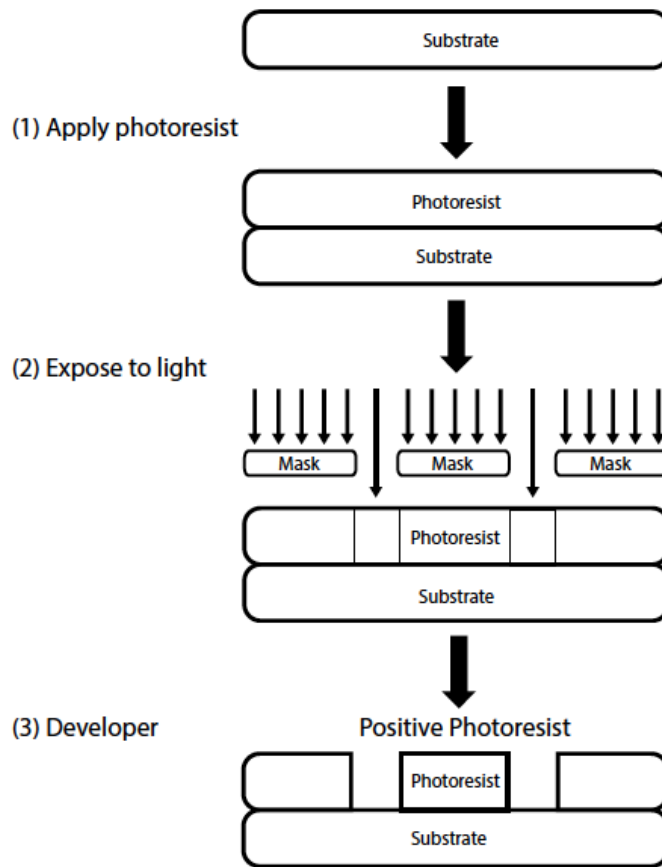 Substrate
(1) Apply photoresist
Photoresist
Substrate
(2) Expose to light
Mask Mask Mask
Photoresist
Substrate
(3) Developer Positive Photoresist
Photoresist
Substrate